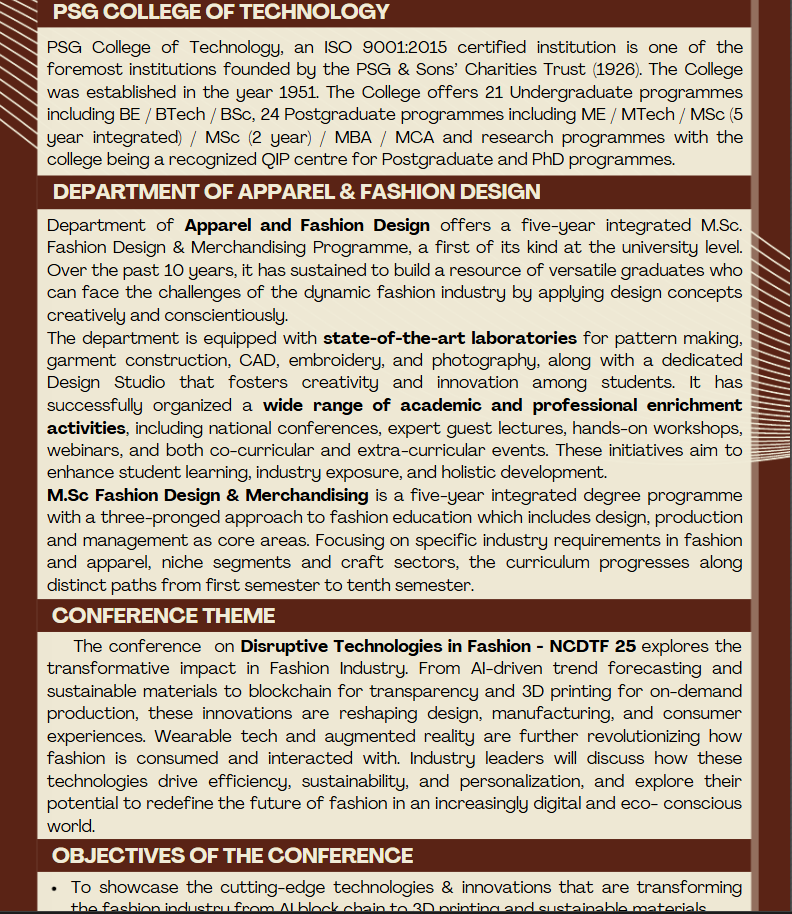 PSG COLLEGE OF TECHNOLOGY
PSG College of Technology, an ISO 9001:2015 certified institution is one of the
foremost institutions founded by the PSG & Sons' Charities Trust (1926). The College
was established in the year 1951. The College offers 21 Undergraduate programmes
including BE / BTech / BSc, 24 Postgraduate programmes including ME / MTech / MSc (5
year integrated) / MSc (2 year) / MBA / MCA and research programmes with the
college being a recognized QIP centre for Postgraduate and PhD programmes.
DEPARTMENT OF APPAREL & FASHION DESIGN
Department of Apparel and Fashion Design offers a five-year integrated M.Sc.
Fashion Design & Merchandising Programme, a first of its kind at the university level.
Over the past 10 years, it has sustained to build a resource of versatile graduates who
can face the challenges of the dynamic fashion industry by applying design concepts
creatively and conscientiously.
The department is equipped with state-of-the-art laboratories for pattern making,
garment construction, CAD, embroidery, and photography, along with a dedicated
Design Studio that fosters creativity and innovation among students. It has
successfully organized a wide range of academic and professional enrichment
activities, including national conferences, expert guest lectures, hands-on workshops,
webinars, and both co-curricular and extra-curricular events. These initiatives aim to
enhance student learning, industry exposure, and holistic development.
M.Sc Fashion Design & Merchandising is a five-year integrated degree programme
with a three-pronged approach to fashion education which includes design, production
and management as core areas. Focusing on specific industry requirements in fashion
and apparel, niche segments and craft sectors, the curriculum progresses along
distinct paths from first semester to tenth semester.
CONFERENCE THEME
The conference on Disruptive Technologies in Fashion - NCDTF 25 explores the
transformative impact in Fashion Industry. From AI-driven trend forecasting and
sustainable materials to blockchain for transparency and 3D printing for on-demand
production, these innovations are reshaping design, manufacturing, and consumer
experiences. Wearable tech and augmented reality are further revolutionizing how
fashion is consumed and interacted with. Industry leaders will discuss how these
technologies drive efficiency, sustainability, and personalization, and explore their
potential to redefine the future of fashion in an increasingly digital and eco- conscious
world.
OBJECTIVES OF THE CONFERENCE
• To showcase the cutting-edge technologies & innovations that are transforming
the fashion industry from AI block chain to 3D printing and sustainable materials